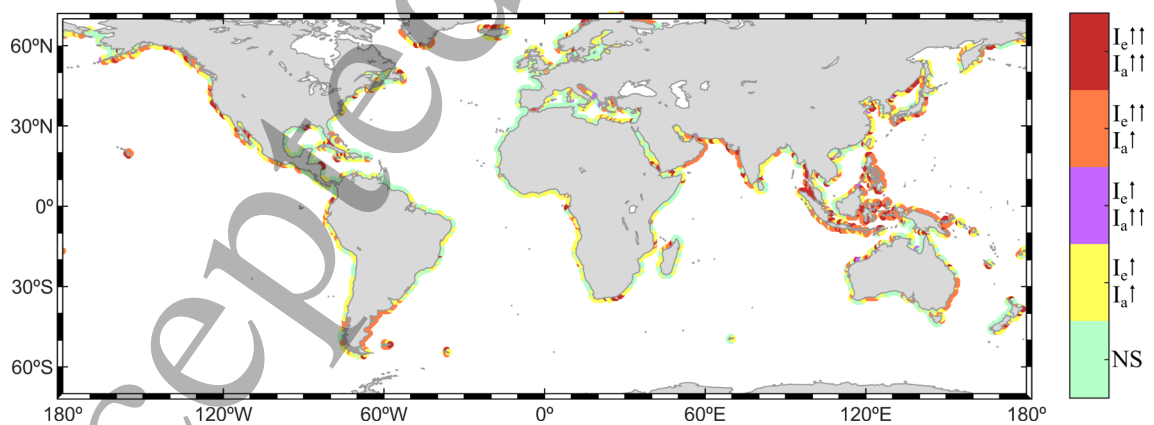 60ºN
30ºN
0º
30ºS
60ºS
180º
120ºW
60ºW
0º
60ºE
120ºE
180º
Iₑ↑↑
Iₐ↑↑
Iₑ↑↑
Iₐ↑
Iₑ↑
Iₐ↑↑
Iₑ↑
Iₐ↑
NS